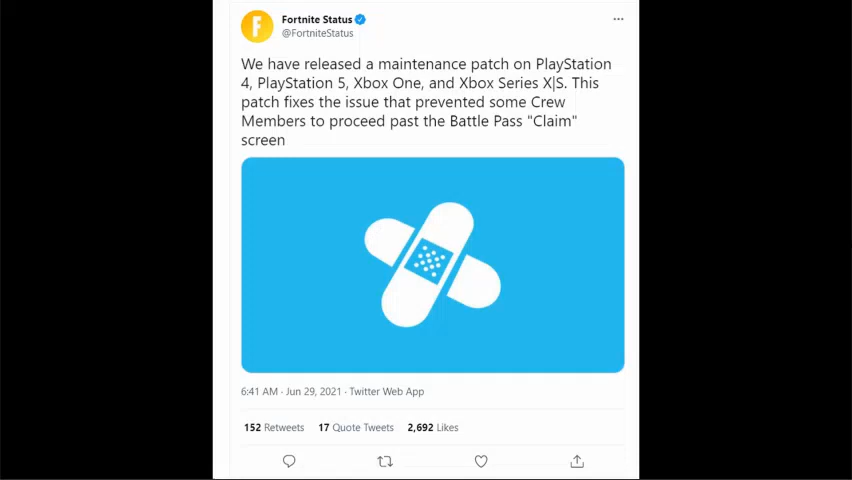 Fortnite Status
@FortniteStatus
We have released a maintenance patch on PlayStation
4, PlayStation 5, Xbox One, and Xbox Series X|S. This
patch fixes the issue that prevented some Crew
Members to proceed past the Battle Pass "Claim"
screen
6:41 AM · Jun 29, 2021 · Twitter Web App
152 Retweets 17 Quote Tweets 2,692 Likes